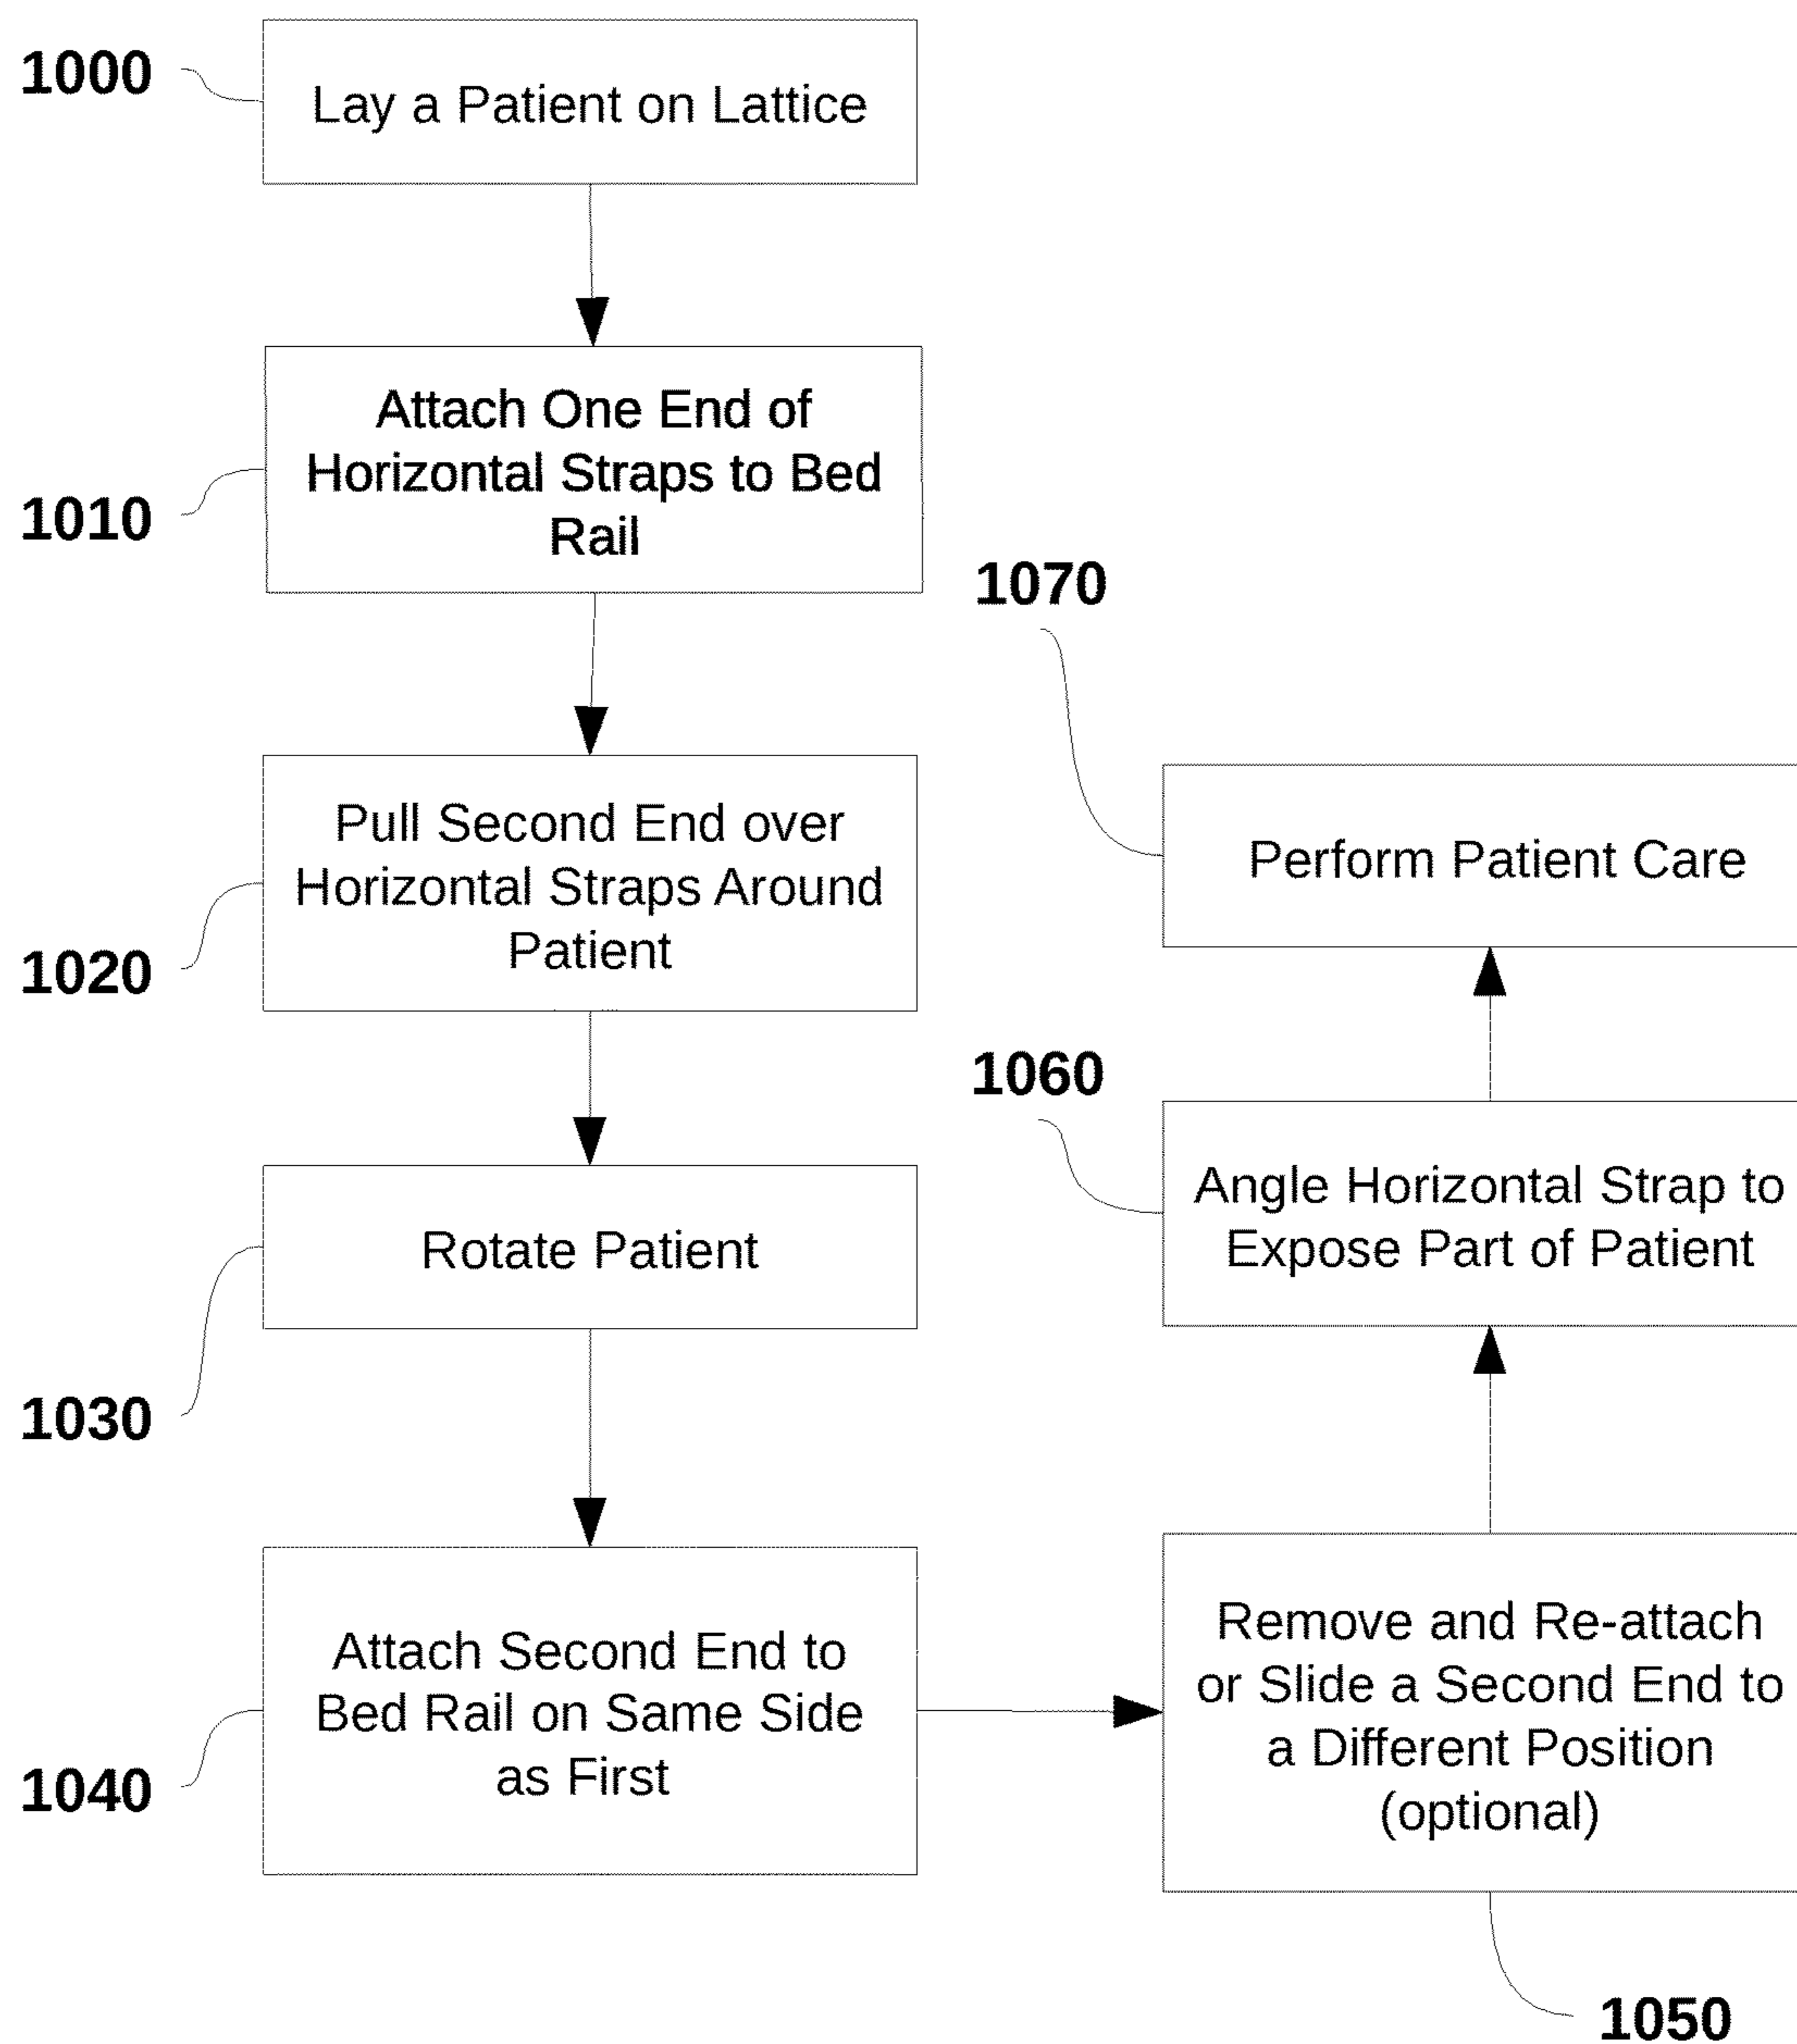 1000
Lay a Patient on Lattice
1010
Attach One End of
Horizontal Straps to Bed
Rail
1020
Pull Second End over
Horizontal Straps Around
Patient
1030
Rotate Patient
1040
Attach Second End to
Bed Rail on Same Side
as First
1050
Remove and Re-attach
or Slide a Second End to
a Different Position
(optional)
1060
Angle Horizontal Strap to
Expose Part of Patient
1070
Perform Patient Care